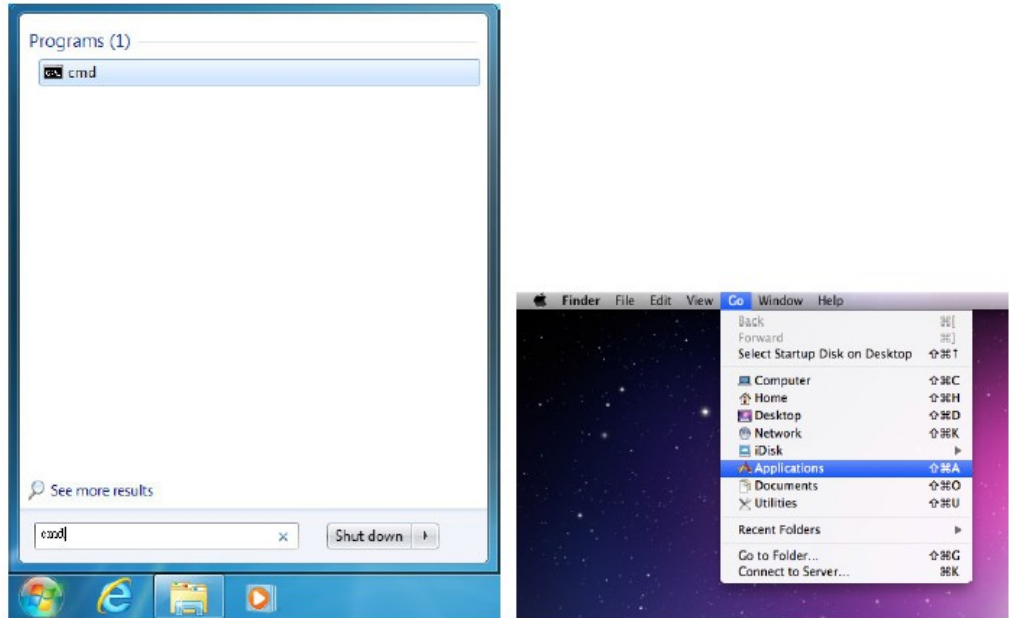 Programs (1)
cmd
See more results
cmd
Shut down
Finder File Edit View Go Window Help
Back ⌘[
Forward ⌘]
Select Startup Disk on Desktop ⇧⌘↑
Computer ⇧⌘C
Home ⇧⌘H
Desktop ⇧⌘D
Network ⇧⌘K
iDisk
Applications ⇧⌘A
Documents ⇧⌘O
Utilities ⇧⌘U
Recent Folders
Go to Folder... ⇧⌘G
Connect to Server... ⌘K